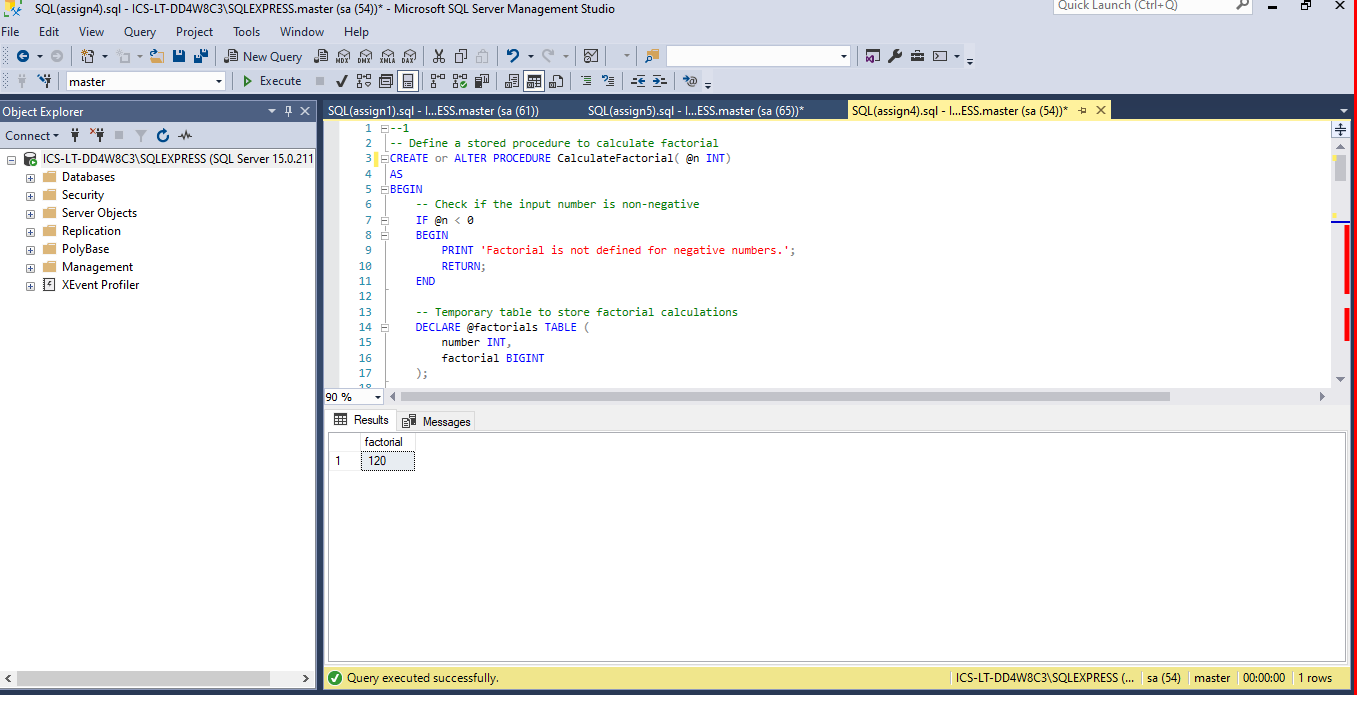 SQL(assign4).sql - ICS-LT-DD4W8C3\SQLEXPRESS.master (sa (54))* - Microsoft SQL Server Management Studio
Quick Launch (Ctrl+Q)
File Edit View Query Project Tools Window Help
New Query MDX DMX XMLA DAX
master Execute
Object Explorer
Connect
ICS-LT-DD4W8C3\SQLEXPRESS (SQL Server 15.0.211
Databases
Security
Server Objects
Replication
PolyBase
Management
XEvent Profiler
SQL(assign1).sql - I...ESS.master (sa (61)) SQL(assign5).sql - I...ESS.master (sa (65))* SQL(assign4).sql - I...ESS.master (sa (54))*
1 --1
2 -- Define a stored procedure to calculate factorial
3 CREATE or ALTER PROCEDURE CalculateFactorial( @n INT)
4 AS
5 BEGIN
6 -- Check if the input number is non-negative
7 IF @n < 0
8 BEGIN
9 PRINT 'Factorial is not defined for negative numbers.';
10 RETURN;
11 END
12
13 -- Temporary table to store factorial calculations
14 DECLARE @factorials TABLE (
15 number INT,
16 factorial BIGINT
17 );
18
90 %
Results Messages
factorial
1 120
Query executed successfully. ICS-LT-DD4W8C3\SQLEXPRESS (... sa (54) master 00:00:00 1 rows